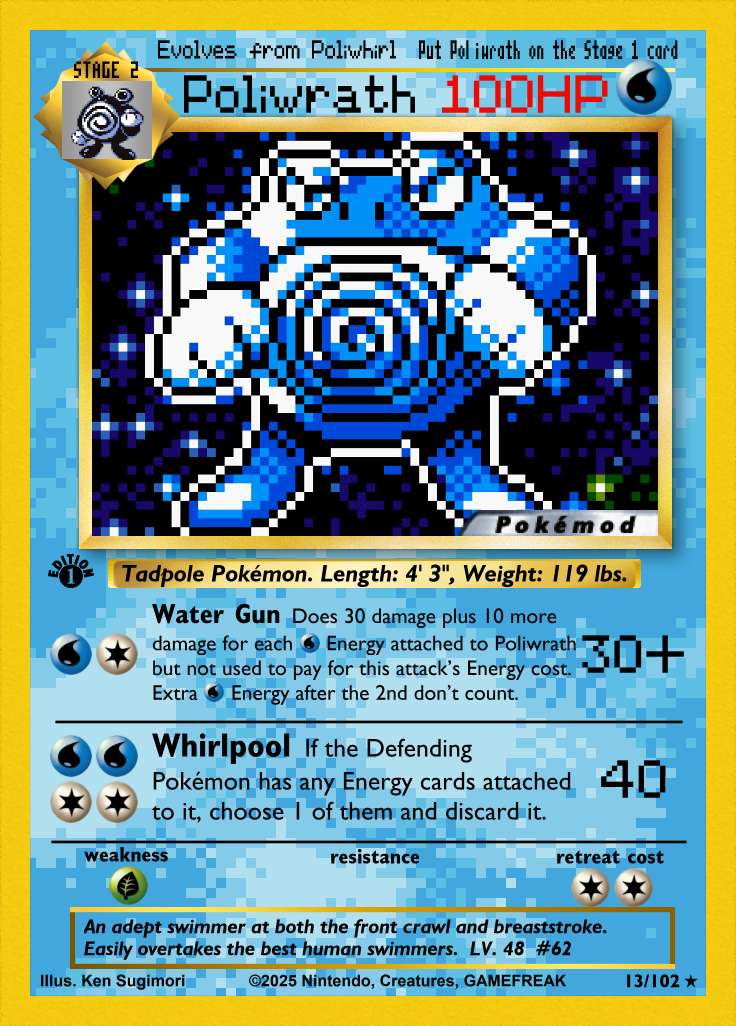 Evolves from Poliwhirl Put Poliwrath on the Stage 1 card
STAGE 2
Poliwrath 100HP
Pokémod
EDITION
1
Tadpole Pokémon. Length: 4' 3", Weight: 119 lbs.
Water Gun Does 30 damage plus 10 more
damage for each Energy attached to Poliwrath
but not used to pay for this attack's Energy cost.
Extra Energy after the 2nd don't count.
30+
Whirlpool If the Defending
Pokémon has any Energy cards attached
to it, choose 1 of them and discard it.
40
weakness resistance retreat cost
An adept swimmer at both the front crawl and breaststroke.
Easily overtakes the best human swimmers. LV. 48 #62
Illus. Ken Sugimori ©2025 Nintendo, Creatures, GAMEFREAK 13/102 ★